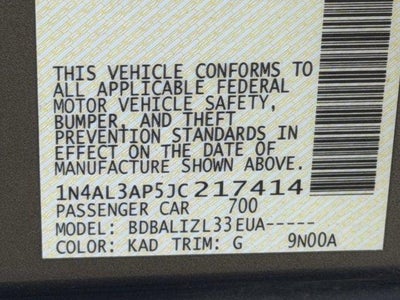 THIS VEHICLE CONFORMS TO
ALL APPLICABLE FEDERAL
MOTOR VEHICLE SAFETY,
BUMPER, AND THEFT
PREVENTION STANDARDS IN
EFFECT ON THE DATE OF
MANUFACTURE SHOWN ABOVE.
1N4AL3AP5JC217414
PASSENGER CAR 700
MODEL: BDBALIZL33EUA-----
COLOR: KAD TRIM: G 9N00A